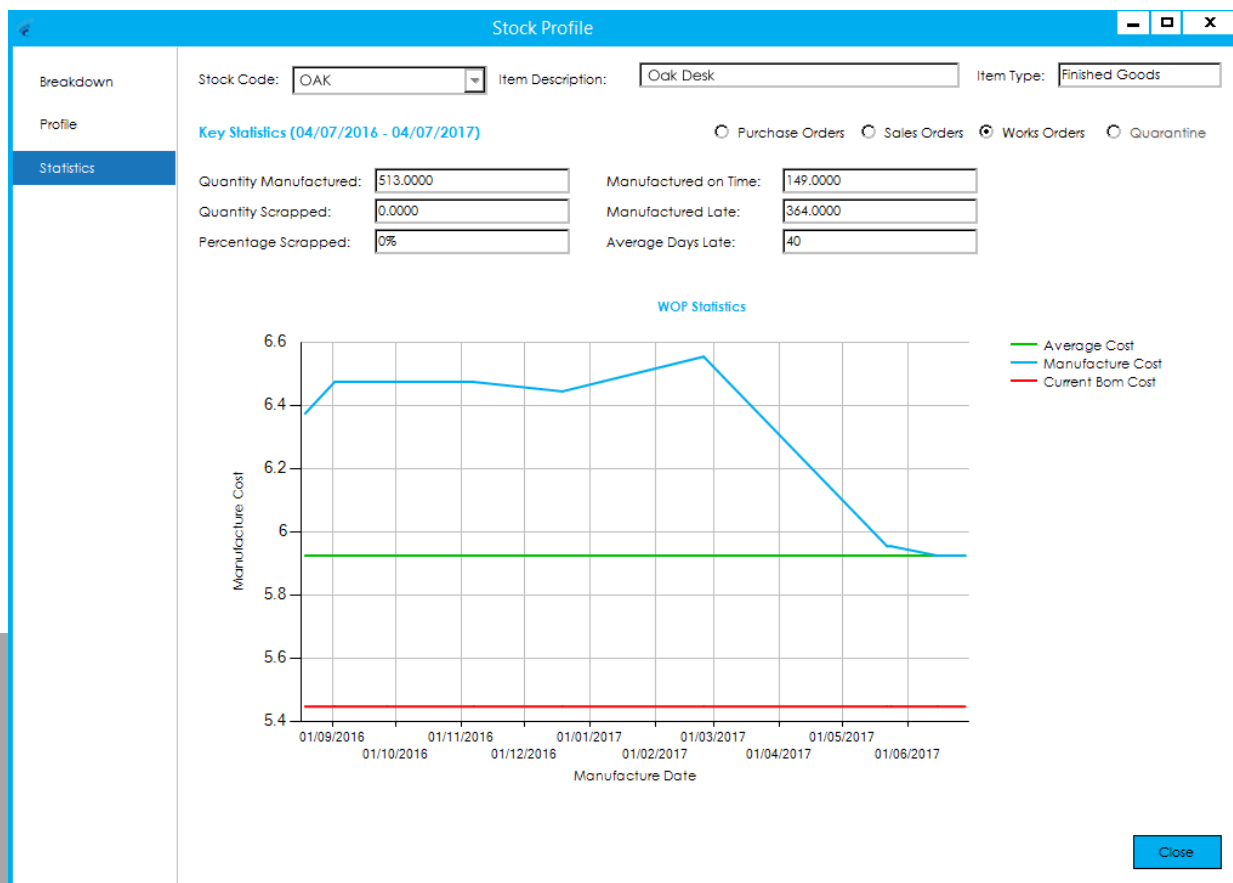 Stock Profile
Breakdown
Profile
Statistics
Stock Code: OAK Item Description: Oak Desk Item Type: Finished Goods
Key Statistics (04/07/2016 - 04/07/2017) Purchase Orders Sales Orders Works Orders Quarantine
Quantity Manufactured: 513.0000 Manufactured on Time: 149.0000
Quantity Scrapped: 0.0000 Manufactured Late: 364.0000
Percentage Scrapped: 0% Average Days Late: 40
WOP Statistics
Average Cost
Manufacture Cost
Current Bom Cost
Manufacture Cost
6.6
6.4
6.2
6
5.8
5.6
5.4
01/09/2016 01/11/2016 01/01/2017 01/03/2017 01/05/2017
01/10/2016 01/12/2016 01/02/2017 01/04/2017 01/06/2017
Manufacture Date
Close